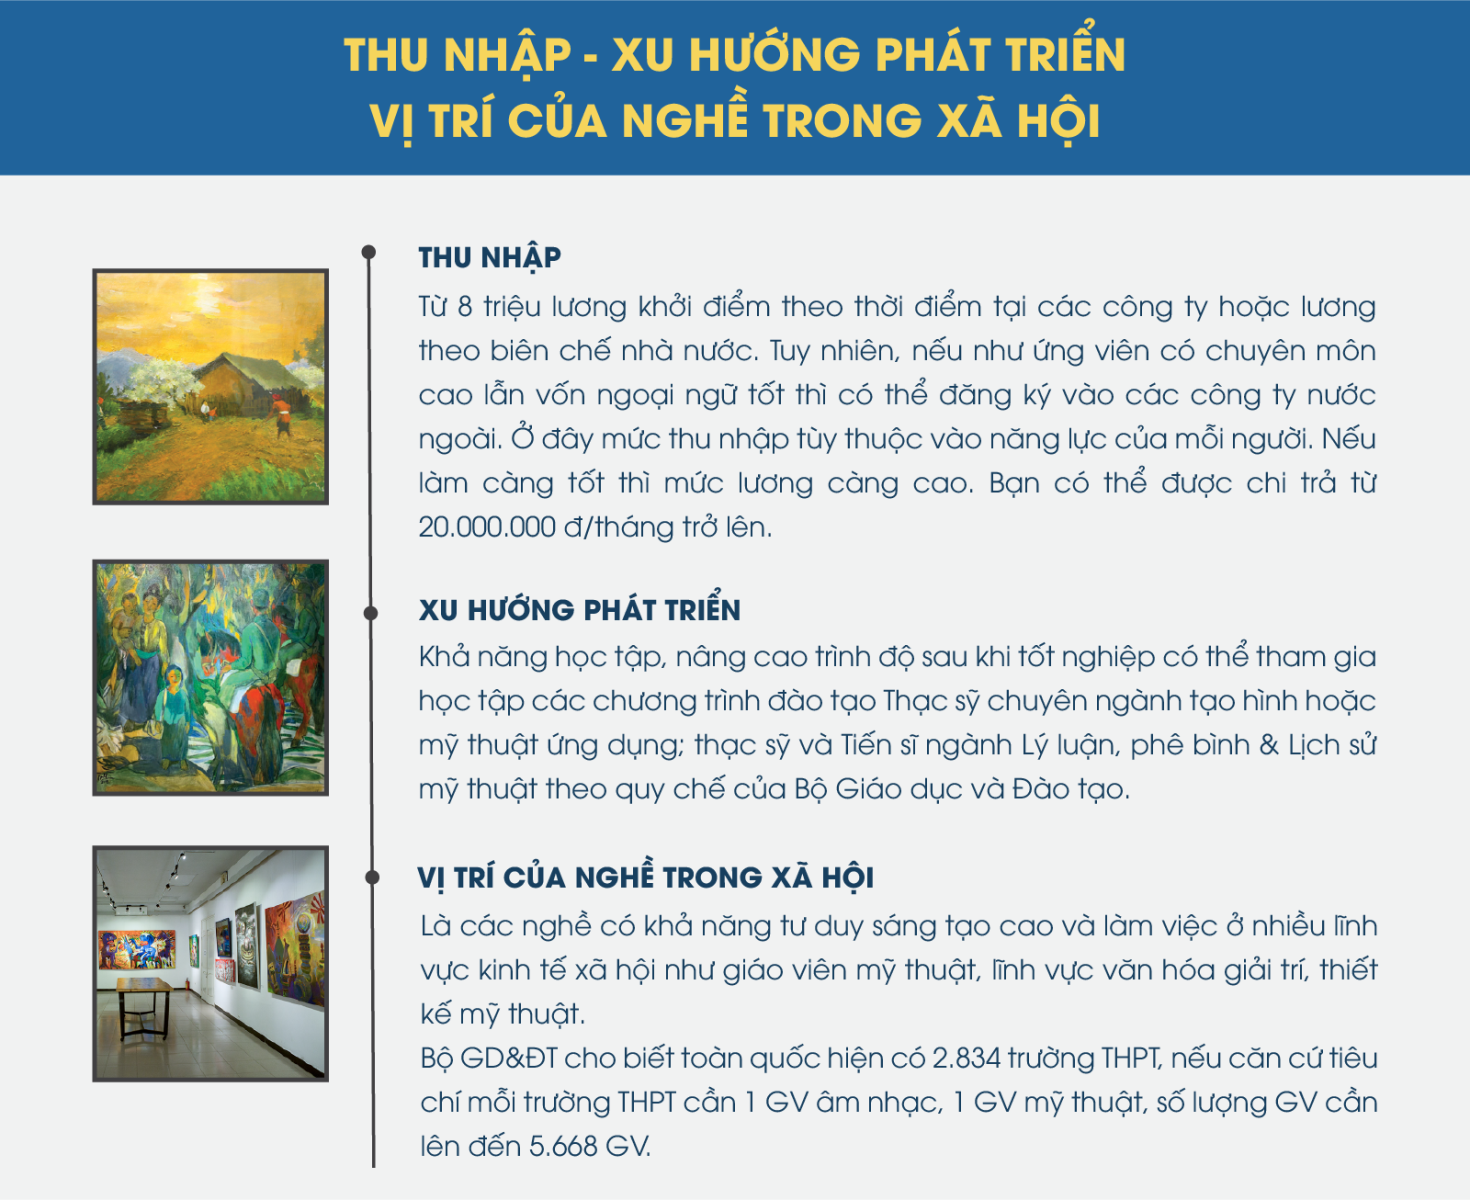 THU NHẬP - XU HƯỚNG PHÁT TRIỂN
VỊ TRÍ CỦA NGHỀ TRONG XÃ HỘI
THU NHẬP
Từ 8 triệu lương khởi điểm theo thời điểm tại các công ty hoặc lương
theo biên chế nhà nước. Tuy nhiên, nếu như ứng viên có chuyên môn
cao lẫn vốn ngoại ngữ tốt thì có thể đăng ký vào các công ty nước
ngoài. Ở đây mức thu nhập tùy thuộc vào năng lực của mỗi người. Nếu
làm càng tốt thì mức lương càng cao. Bạn có thể được chi trả từ
20.000.000 đ/tháng trở lên.
XU HƯỚNG PHÁT TRIỂN
Khả năng học tập, nâng cao trình độ sau khi tốt nghiệp có thể tham gia
học tập các chương trình đào tạo Thạc sỹ chuyên ngành tạo hình hoặc
mỹ thuật ứng dụng; thạc sỹ và Tiến sĩ ngành Lý luận, phê bình & Lịch sử
mỹ thuật theo quy chế của Bộ Giáo dục và Đào tạo.
VỊ TRÍ CỦA NGHỀ TRONG XÃ HỘI
Là các nghề có khả năng tư duy sáng tạo cao và làm việc ở nhiều lĩnh
vực kinh tế xã hội như giáo viên mỹ thuật, lĩnh vực văn hóa giải trí, thiết
kế mỹ thuật.
Bộ GD&ĐT cho biết toàn quốc hiện có 2.834 trường THPT, nếu căn cứ tiêu
chí mỗi trường THPT cần 1 GV âm nhạc, 1 GV mỹ thuật, số lượng GV cần
lên đến 5.668 GV.